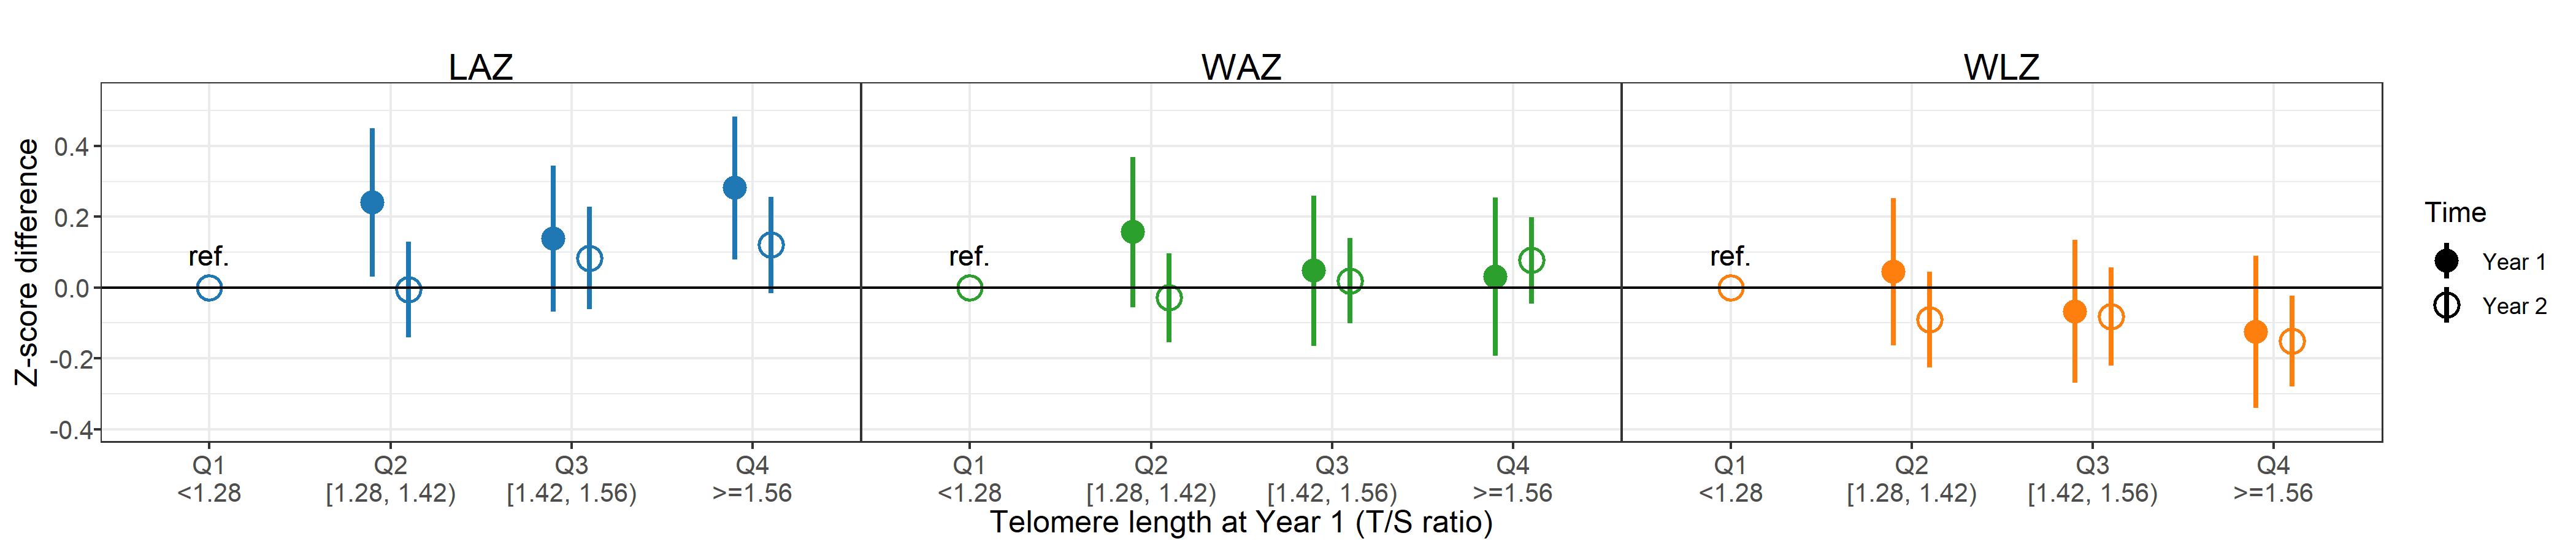 LAZ WAZ WLZ
Z-score difference
0.4
0.2
0.0
-0.2
-0.4
ref. ref. ref.
Q1 Q2 Q3 Q4 Q1 Q2 Q3 Q4 Q1 Q2 Q3 Q4
<1.28 [1.28, 1.42) [1.42, 1.56) >=1.56 <1.28 [1.28, 1.42) [1.42, 1.56) >=1.56 <1.28 [1.28, 1.42) [1.42, 1.56) >=1.56
Telomere length at Year 1 (T/S ratio)
Time
Year 1
Year 2